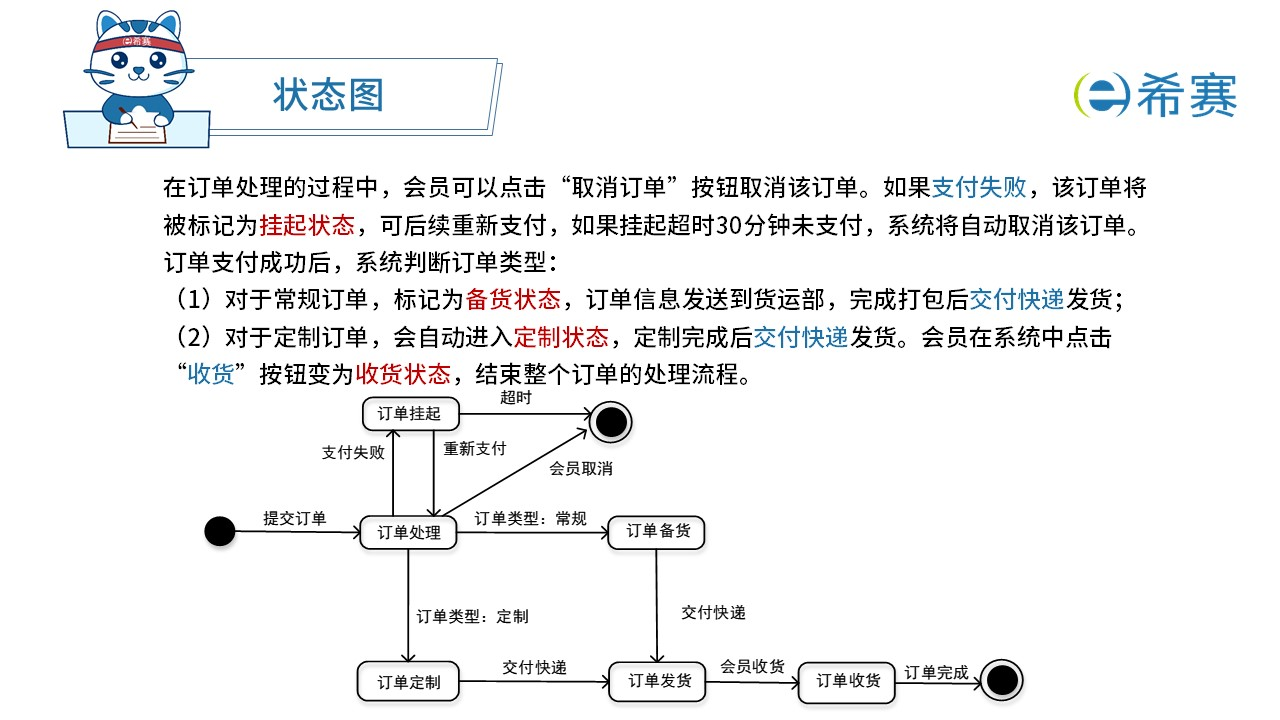 希赛
状态图
希赛
在订单处理的过程中，会员可以点击“取消订单”按钮取消该订单。如果支付失败，该订单将
被标记为挂起状态，可后续重新支付，如果挂起超时30分钟未支付，系统将自动取消该订单。
订单支付成功后，系统判断订单类型：
（1）对于常规订单，标记为备货状态，订单信息发送到货运部，完成打包后交付快递发货；
（2）对于定制订单，会自动进入定制状态，定制完成后交付快递发货。会员在系统中点击
“收货”按钮变为收货状态，结束整个订单的处理流程。
超时
订单挂起
支付失败
重新支付
会员取消
提交订单
订单处理
订单类型：常规
订单备货
订单类型：定制
交付快递
订单定制
交付快递
订单发货
会员收货
订单收货
订单完成